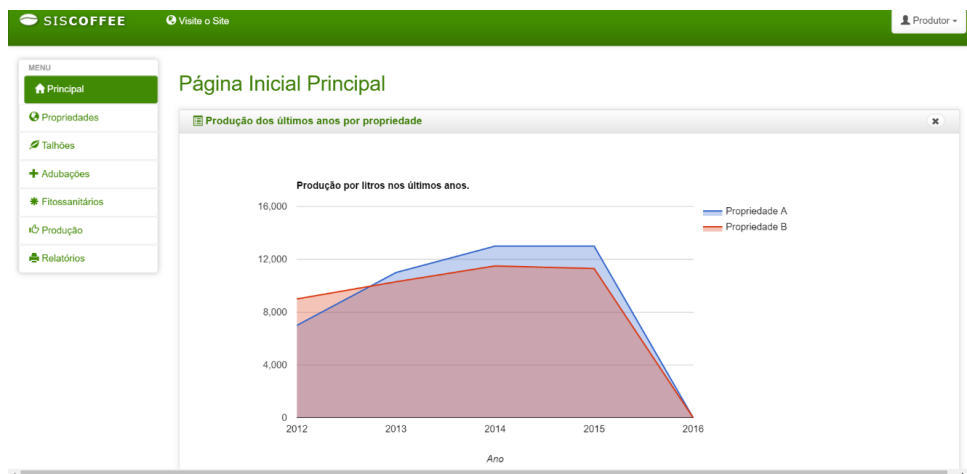 SISCOFFEE Visite o Site Produtor
MENU
Principal
Propriedades
Talhões
Adubações
Fitossanitários
Produção
Relatórios
Página Inicial Principal
Produção dos últimos anos por propriedade
Produção por litros nos últimos anos.
16,000
12,000
8,000
4,000
0
2012 2013 2014 2015 2016
Ano
Propriedade A
Propriedade B